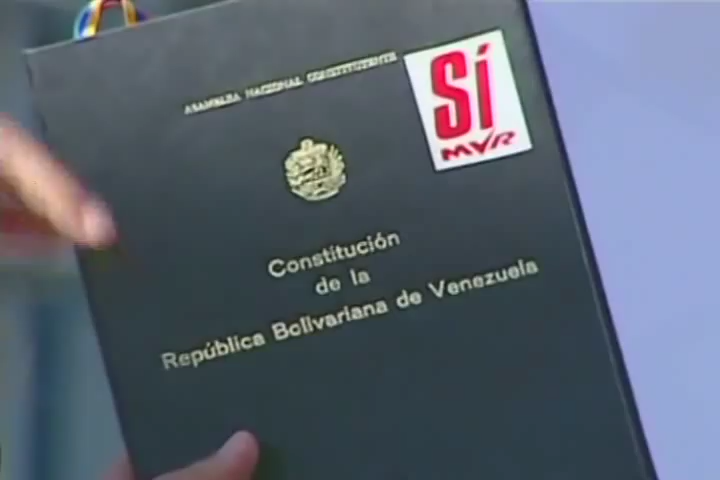 ASAMBLEA NACIONAL CONSTITUYENTE
Sí
MVR
Constitución
de la
República Bolivariana de Venezuela